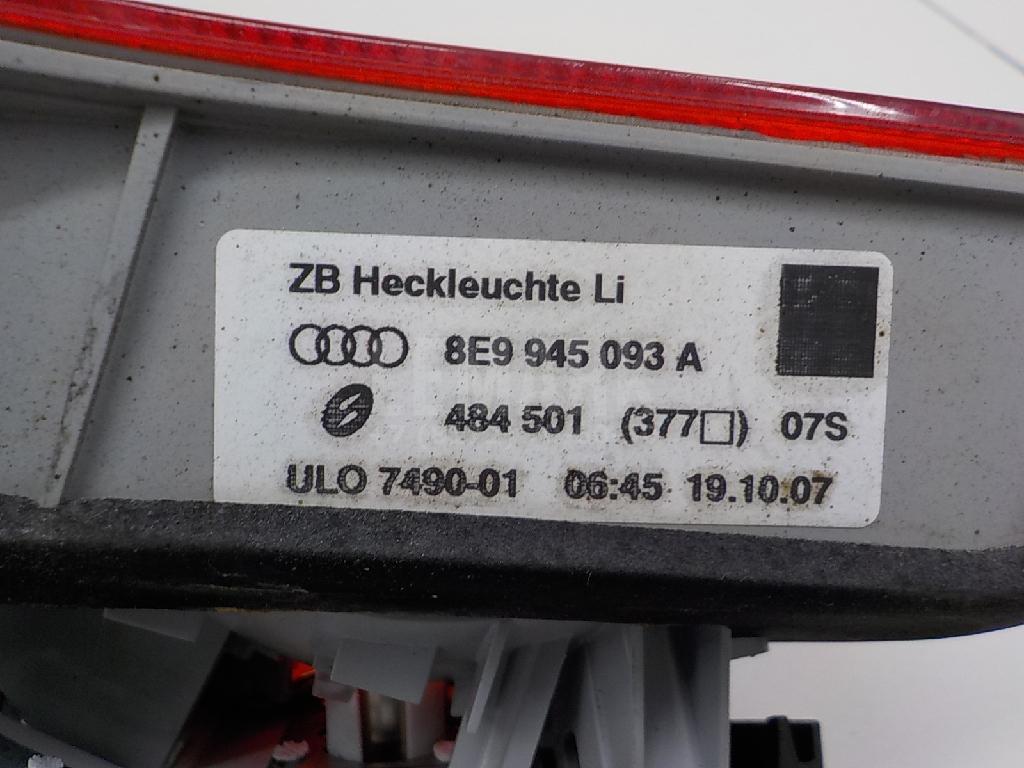 ZB Heckleuchte Li
8E9 945 093 A
484 501 (377□) 07S
ULO 7490-01 06:45 19.10.07